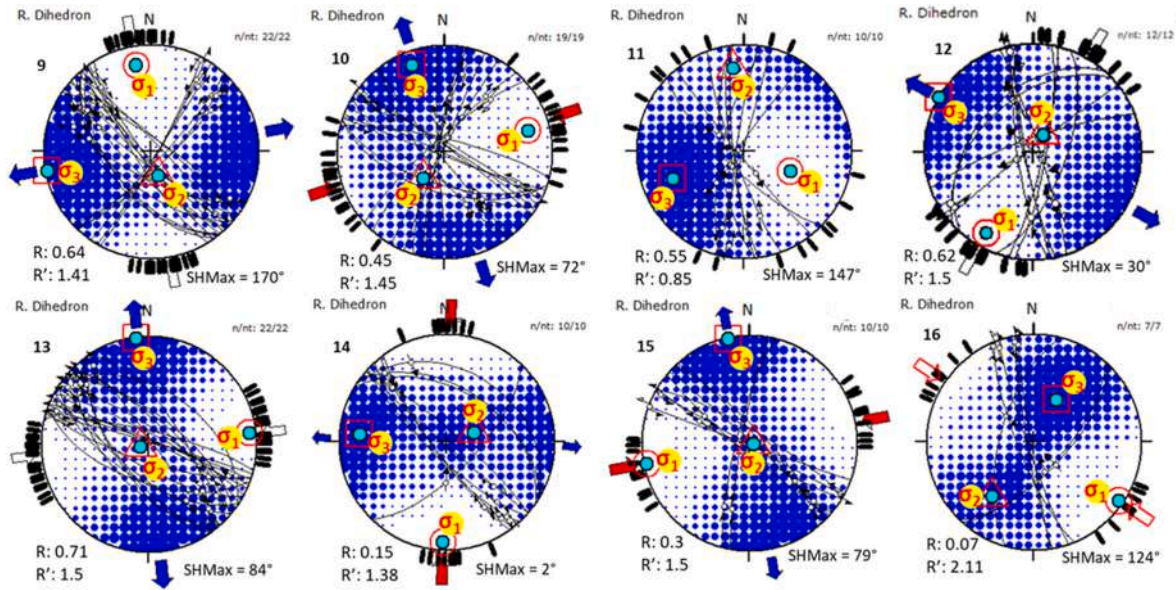 R. Dihedron
N
n/nt: 22/22
9
σ1
σ3
σ2
R: 0.64
R': 1.41
SHMax = 170°
R. Dihedron
N
n/nt: 19/19
10
σ3
σ1
σ2
R: 0.45
R': 1.45
SHMax = 72°
R. Dihedron
N
n/nt: 10/10
11
σ2
σ1
σ3
R: 0.55
R': 0.85
SHMax = 147°
R. Dihedron
N
n/nt: 12/12
12
σ3
σ2
σ1
R: 0.62
R': 1.5
SHMax = 30°
R. Dihedron
N
n/nt: 22/22
13
σ3
σ1
σ2
R: 0.71
R': 1.5
SHMax = 84°
R. Dihedron
N
n/nt: 10/10
14
σ2
σ3
σ1
R: 0.15
R': 1.38
SHMax = 2°
R. Dihedron
N
n/nt: 10/10
15
σ3
σ1
σ2
R: 0.3
R': 1.5
SHMax = 79°
R. Dihedron
N
n/nt: 7/7
16
σ3
σ2
σ1
R: 0.07
R': 2.11
SHMax = 124°